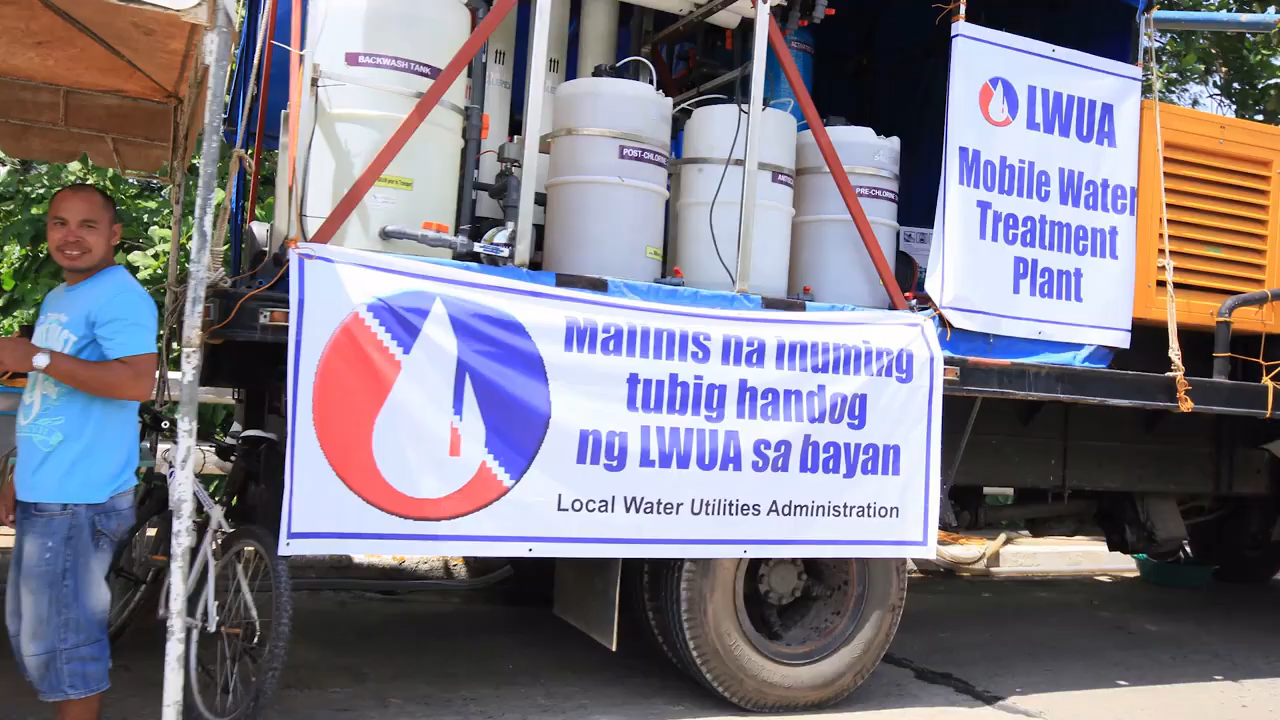 BACKWASH TANK
POST-CHLORINE
PRE-CHLORINE
LWUA
Mobile Water
Treatment
Plant
Malinis na inuming
tubig handog
ng LWUA sa bayan
Local Water Utilities Administration